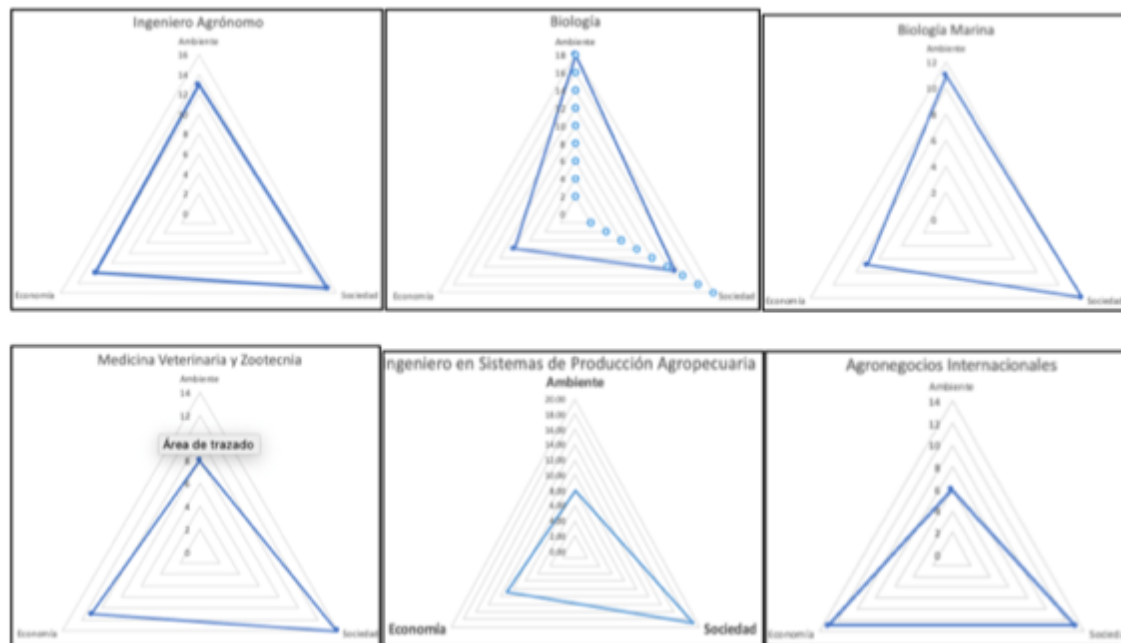 Ingeniero Agrónomo
Ambiente
16
14
12
10
8
6
4
2
0
Economía
Sociedad
Biología
Ambiente
18
16
14
12
10
8
6
4
2
0
Economía
Sociedad
Biología Marina
Ambiente
12
10
8
6
4
2
0
Economía
Sociedad
Medicina Veterinaria y Zootecnía
Ambiente
14
12
Área de trazado
8
6
4
2
0
Economía
Sociedad
ngeniero en Sistemas de Producción Agropecuaria
Ambiente
20.00
18.00
16.00
14.00
12.00
10.00
8.00
6.00
4.00
2.00
0.00
Economía
Sociedad
Agronegocios Internacionales
Ambiente
14
12
10
8
6
4
2
0
Economía
Sociedad